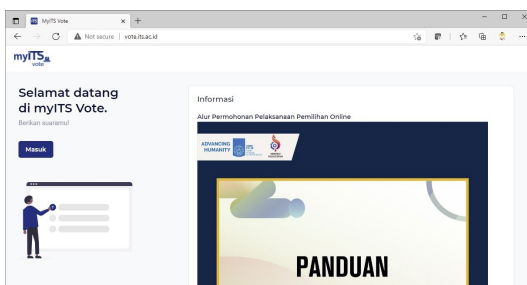 MyITS Vote
Not secure
vote.its.ac.id
myITS
vote
Selamat datang
di myITS Vote.
Berikan suaramu!
Masuk
Informasi
Alur Permohonan Pelaksanaan Pemilihan Online
ADVANCING
HUMANITY
ITS
PANDUAN